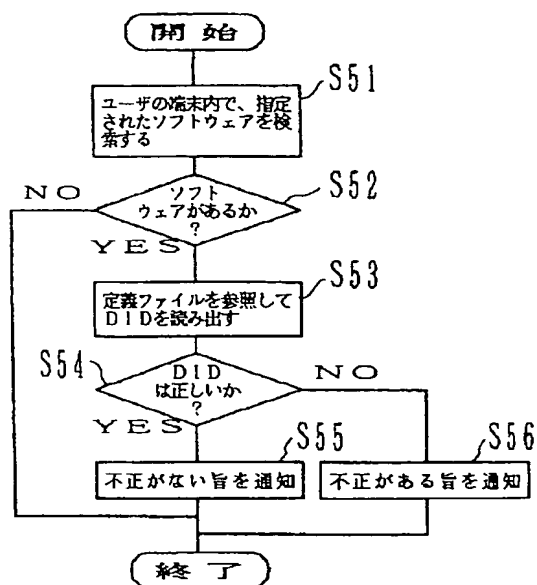 開始
S51
ユーザの端末内で、指定
されたソフトウェアを検
索する
S52
NO
ソフト
ウェアがあるか
?
YES
S53
定義ファイルを参照して
DIDを読み出す
S54
DID
は正しいか
?
NO
YES
S55
S56
不正がない旨を通知
不正がある旨を通知
終了